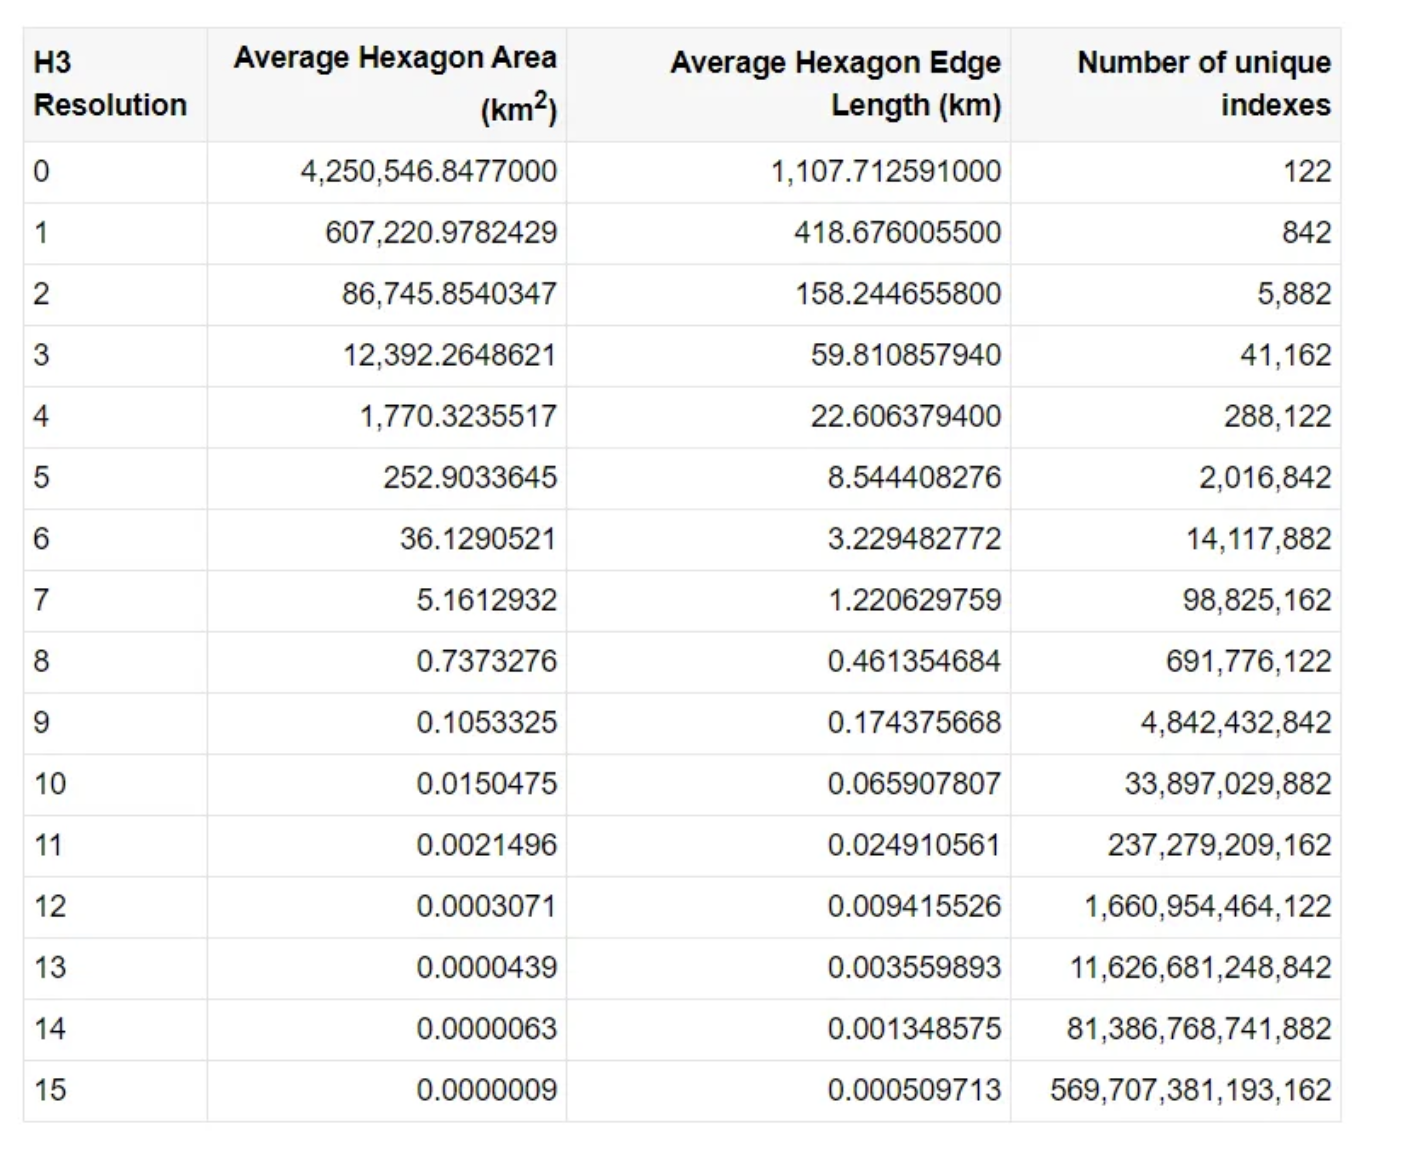 H3 Resolution | Average Hexagon Area (km²) | Average Hexagon Edge Length (km) | Number of unique indexes
0 | 4,250,546.8477000 | 1,107.712591000 | 122
1 | 607,220.9782429 | 418.676005500 | 842
2 | 86,745.8540347 | 158.244655800 | 5,882
3 | 12,392.2648621 | 59.810857940 | 41,162
4 | 1,770.3235517 | 22.606379400 | 288,122
5 | 252.9033645 | 8.544408276 | 2,016,842
6 | 36.1290521 | 3.229482772 | 14,117,882
7 | 5.1612932 | 1.220629759 | 98,825,162
8 | 0.7373276 | 0.461354684 | 691,776,122
9 | 0.1053325 | 0.174375668 | 4,842,432,842
10 | 0.0150475 | 0.065907807 | 33,897,029,882
11 | 0.0021496 | 0.024910561 | 237,279,209,162
12 | 0.0003071 | 0.009415526 | 1,660,954,464,122
13 | 0.0000439 | 0.003559893 | 11,626,681,248,842
14 | 0.0000063 | 0.001348575 | 81,386,768,741,882
15 | 0.0000009 | 0.000509713 | 569,707,381,193,162